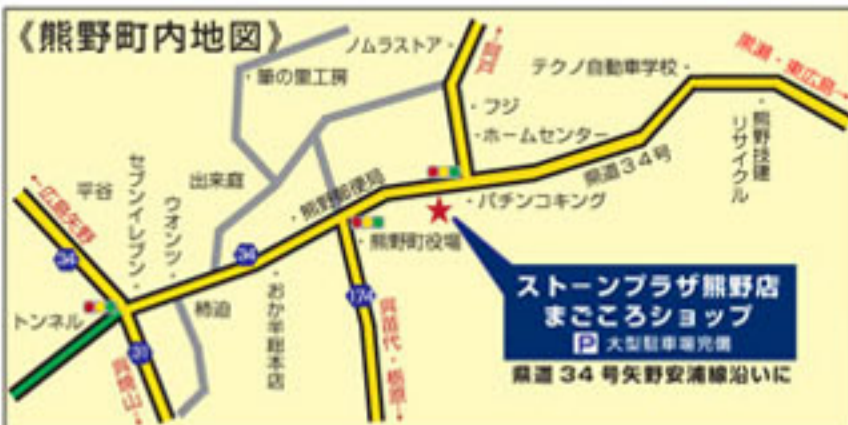 《熊野町内地図》
ノムラストア
テクノ自動車学校
黒瀬・東広島→
筆の里工房
フジ
ホームセンター
熊野技建
リサイクル
県道34号
セブンイレブン
ウオンツ
出来庭
平谷
←広島矢野
熊野郵便局
パチンコキング
熊野町役場
34
34
174
31
トンネル
柿迫
おか半総本店
呉苗代・栃原→
呉焼山→
ストーンプラザ熊野店
まごころショップ
P 大型駐車場完備
県道34号矢野安浦線沿いに